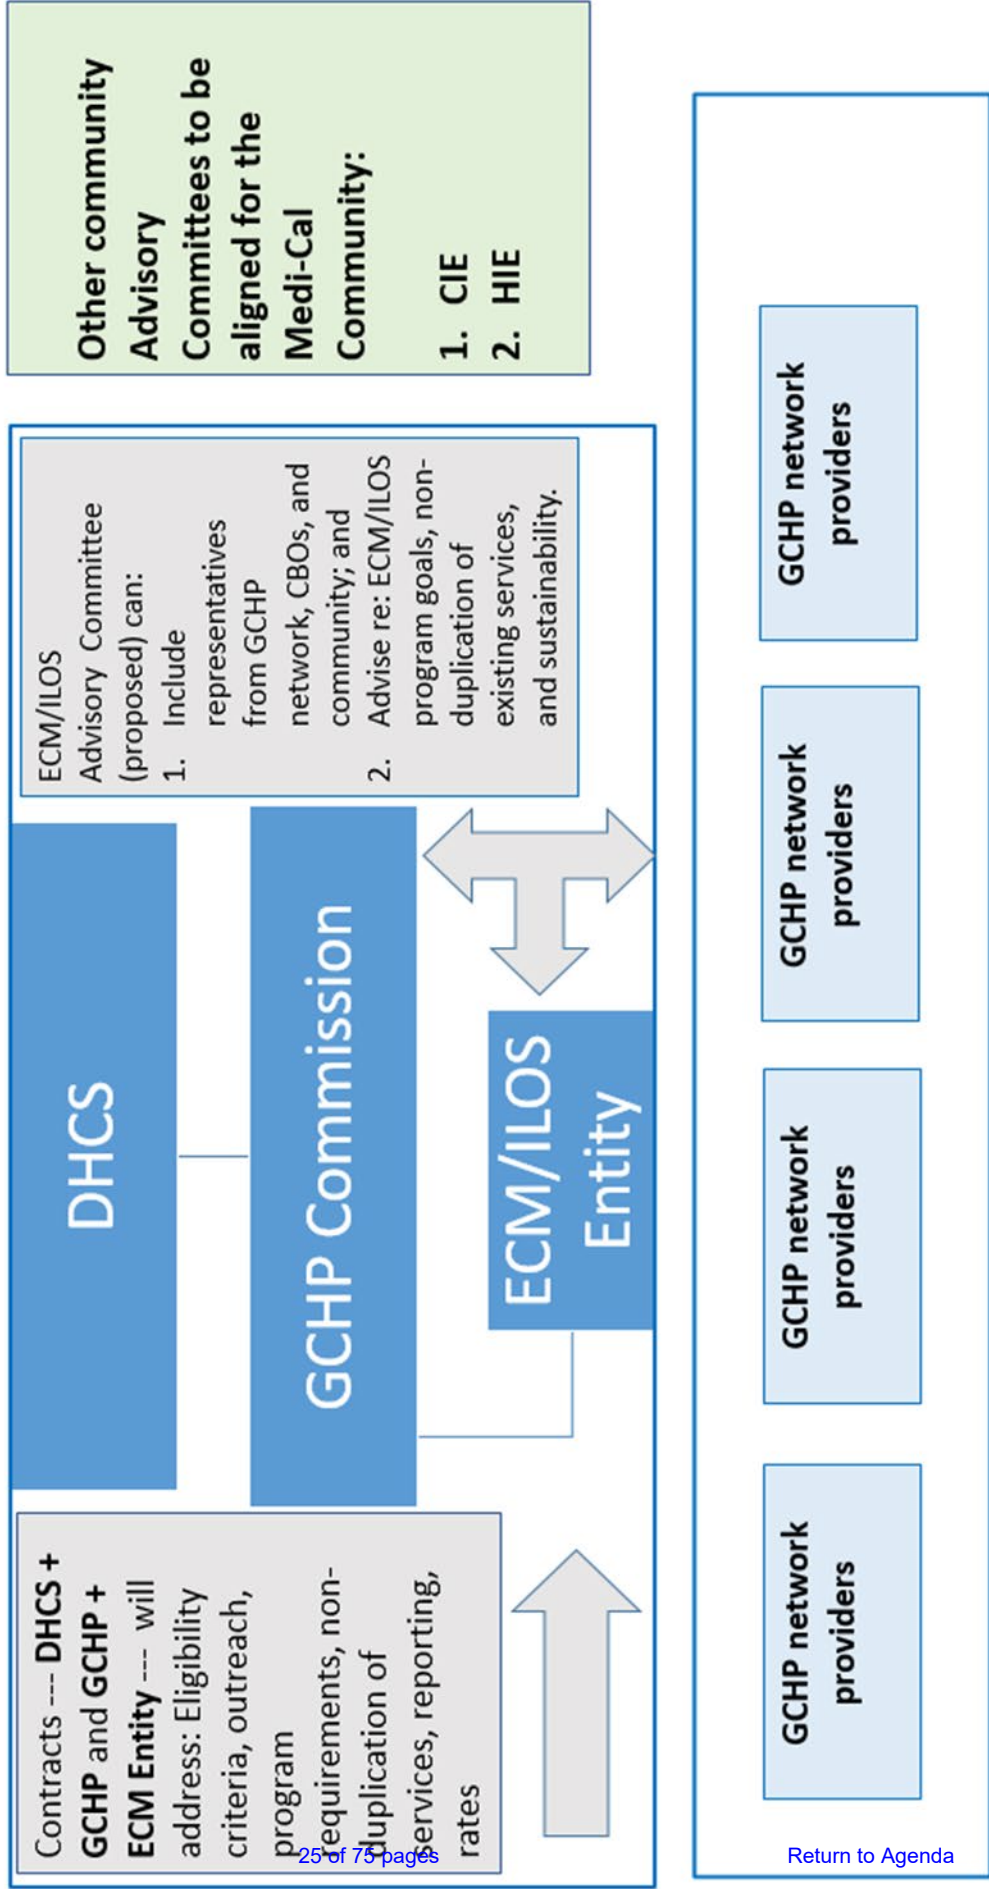 Contracts --- DHCS +
GCHP and GCHP +
ECM Entity --- will
address: Eligibility
criteria, outreach,
program
requirements, non-
duplication of
services, reporting,
rates
DHCS
GCHP Commission
ECM/ILOS
Entity
ECM/ILOS
Advisory Committee
(proposed) can:
1. Include
representatives
from GCHP
network, CBOs, and
community; and
2. Advise re: ECM/ILOS
program goals, non-
duplication of
existing services,
and sustainability.
Other community
Advisory
Committees to be
aligned for the
Medi-Cal
Community:
1. CIE
2. HIE
GCHP network
providers
GCHP network
providers
GCHP network
providers
GCHP network
providers
25 of 75 pages
Return to Agenda